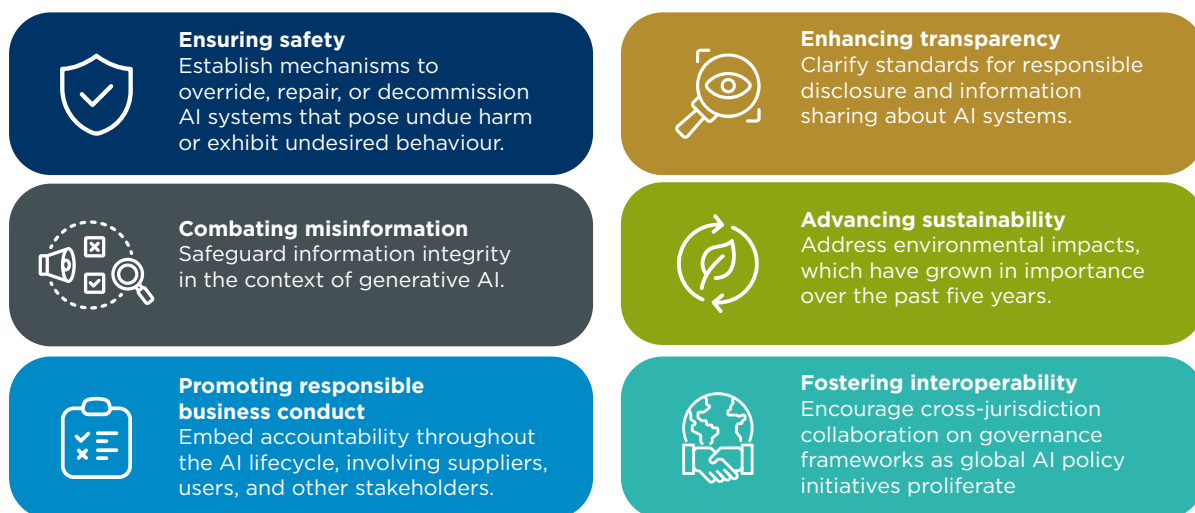 Ensuring safety
Establish mechanisms to
override, repair, or decommission
AI systems that pose undue harm
or exhibit undesired behaviour.
Enhancing transparency
Clarify standards for responsible
disclosure and information
sharing about AI systems.
Combating misinformation
Safeguard information integrity
in the context of generative AI.
Advancing sustainability
Address environmental impacts,
which have grown in importance
over the past five years.
Promoting responsible
business conduct
Embed accountability throughout
the AI lifecycle, involving suppliers,
users, and other stakeholders.
Fostering interoperability
Encourage cross-jurisdiction
collaboration on governance
frameworks as global AI policy
initiatives proliferate